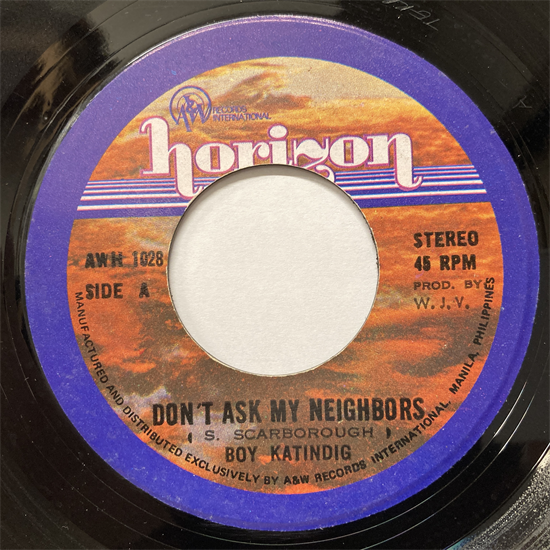 A&W
RECORDS
INTERNATIONAL
horizon
AWH 1028
SIDE A
STEREO
45 RPM
PROD. BY
W. J. V.
DON'T ASK MY NEIGHBORS
( S. SCARBOROUGH )
BOY KATINDIG
MANUFACTURED AND DISTRIBUTED EXCLUSIVELY BY A&W RECORDS INTERNATIONAL, MANILA, PHILIPPINES